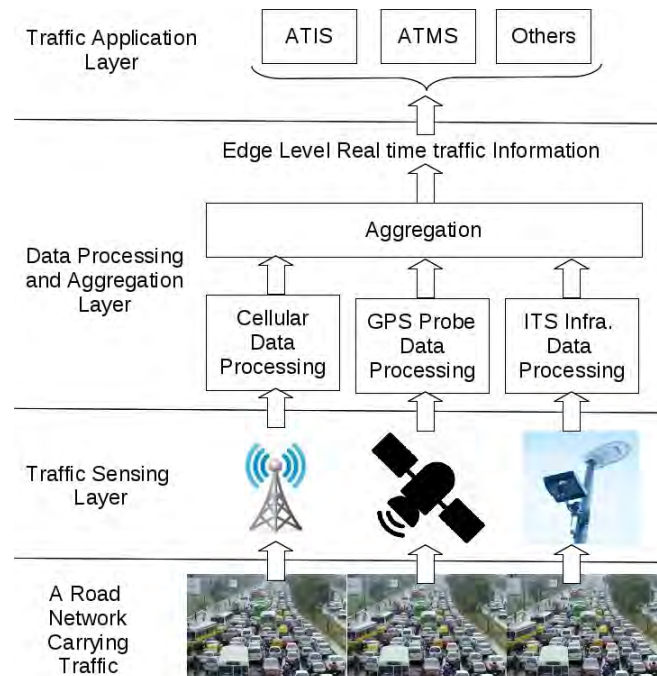 Traffic Application
Layer
ATIS
ATMS
Others
Edge Level Real time traffic Information
Data Processing
and Aggregation
Layer
Aggregation
Cellular
Data
Processing
GPS Probe
Data
Processing
ITS Infra.
Data
Processing
Traffic Sensing
Layer
A Road
Network
Carrying
Traffic